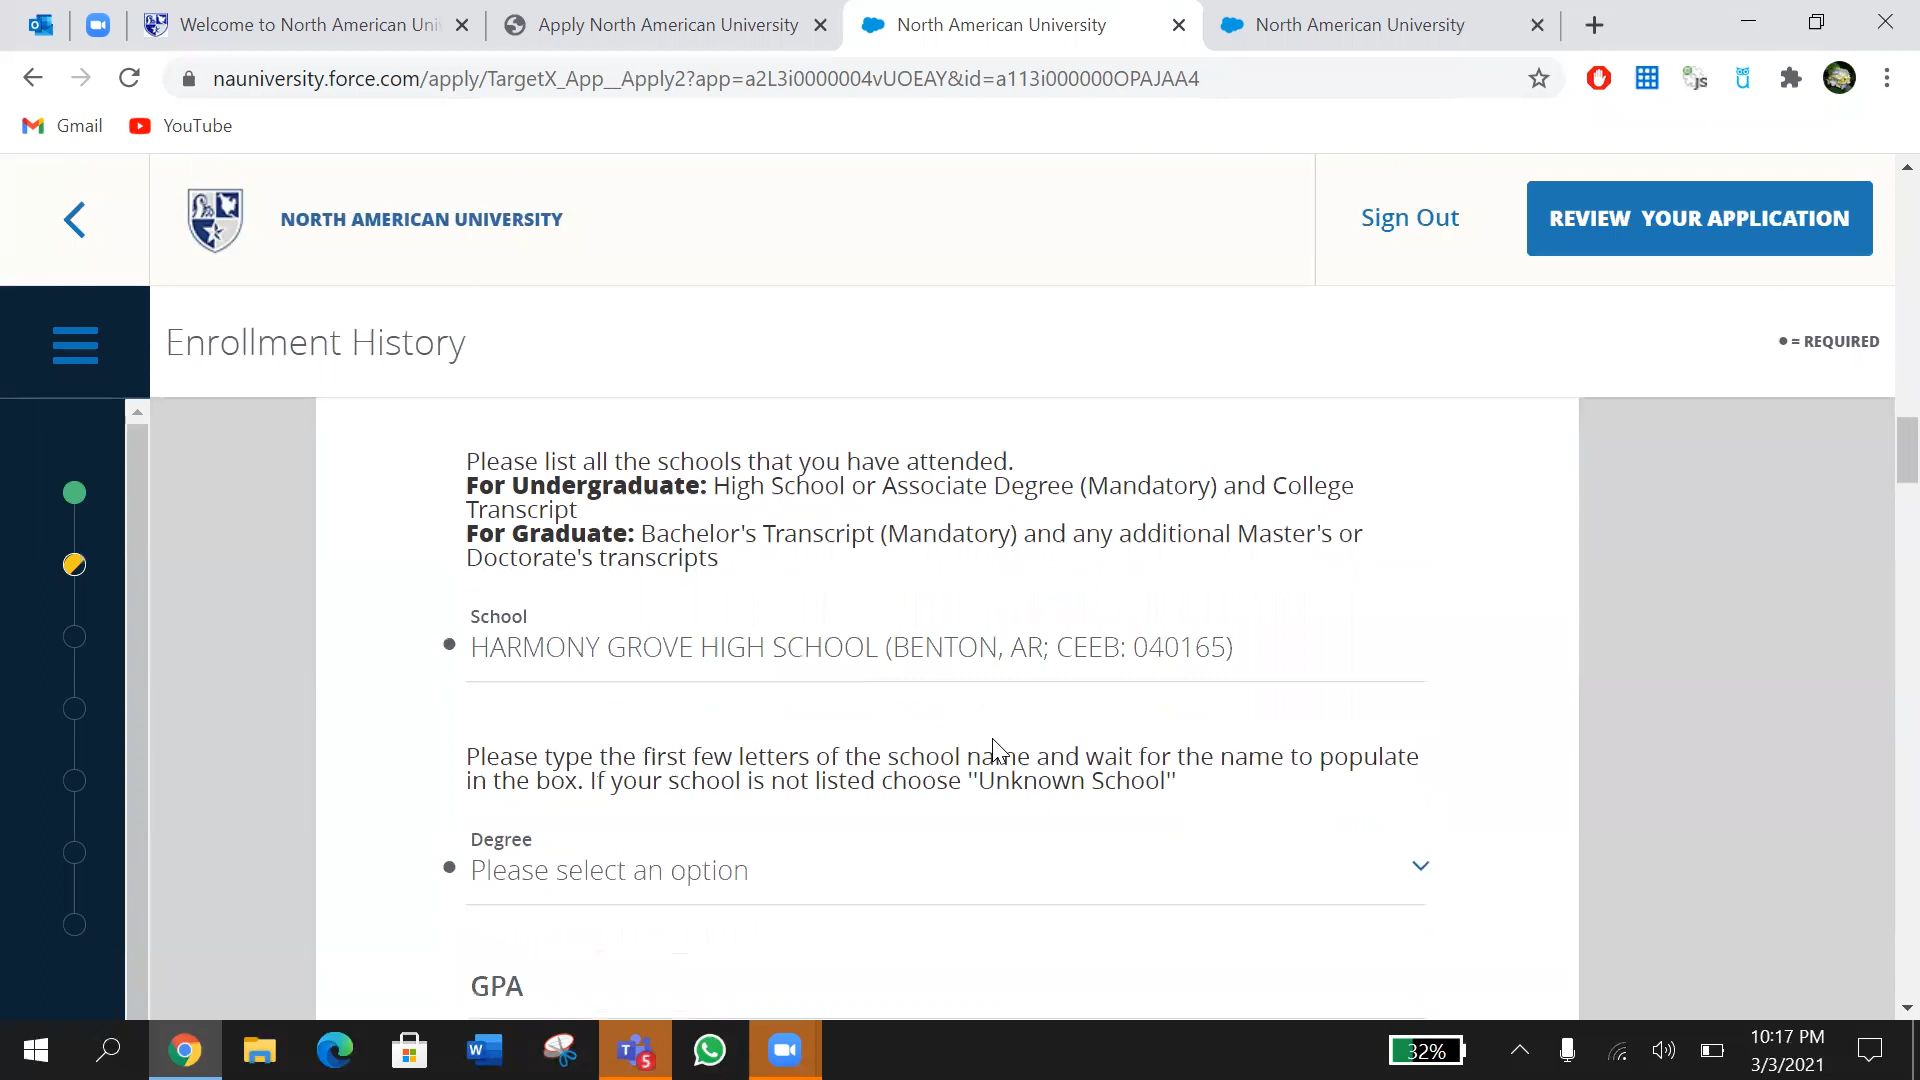 Welcome to North American Uni
Apply North American University
North American University
North American University
nauniversity.force.com/apply/TargetX_App__Apply2?app=a2L3i0000004vUOEAY&id=a113i000000OPAJAA4
JS
Gmail
YouTube
NORTH AMERICAN UNIVERSITY
Sign Out
REVIEW YOUR APPLICATION
Enrollment History
= REQUIRED
Please list all the schools that you have attended.
For Undergraduate: High School or Associate Degree (Mandatory) and College
Transcript
For Graduate: Bachelor's Transcript (Mandatory) and any additional Master's or
Doctorate's transcripts
School
HARMONY GROVE HIGH SCHOOL (BENTON, AR; CEEB: 040165)
Please type the first few letters of the school name and wait for the name to populate
in the box. If your school is not listed choose "Unknown School"
Degree
Please select an option
GPA
5
32%
10:17 PM
3/3/2021